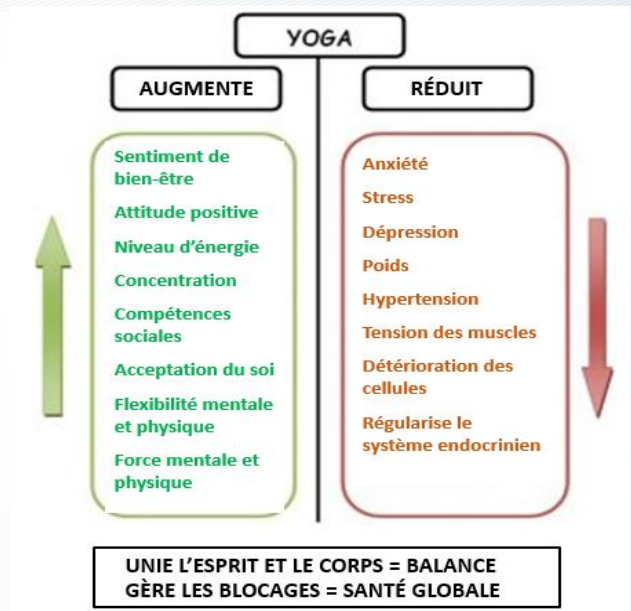 YOGA
AUGMENTE
Sentiment de
bien-être
Attitude positive
Niveau d'énergie
Concentration
Compétences
sociales
Acceptation du soi
Flexibilité mentale
et physique
Force mentale et
physique
RÉDUIT
Anxiété
Stress
Dépression
Poids
Hypertension
Tension des muscles
Détérioration des
cellules
Régularise le
système endocrinien
UNIE L'ESPRIT ET LE CORPS = BALANCE
GÈRE LES BLOCAGES = SANTÉ GLOBALE